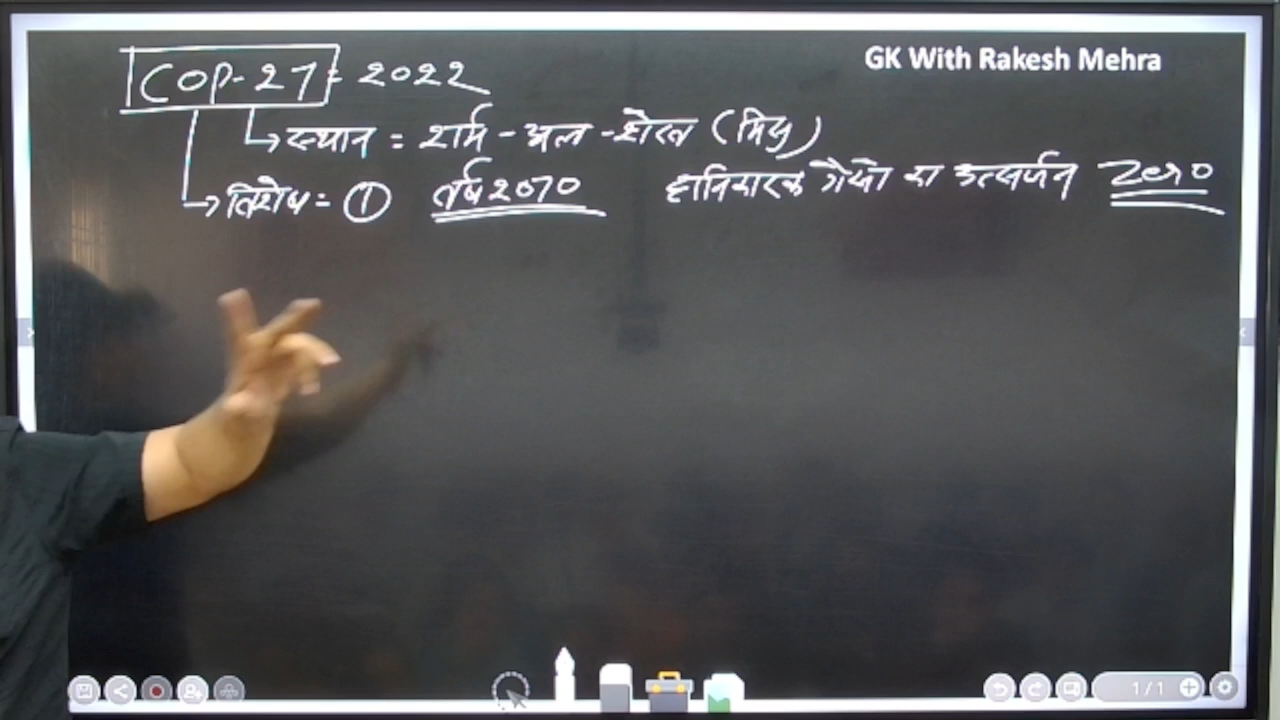 GK With Rakesh Mehra
COP-27 = 2022
स्थान = शर्म-अल-शेख (मिस्र)
विशेष = ① वर्ष 2070 हानिकारक गैसो का उत्सर्जन Zero
1/1